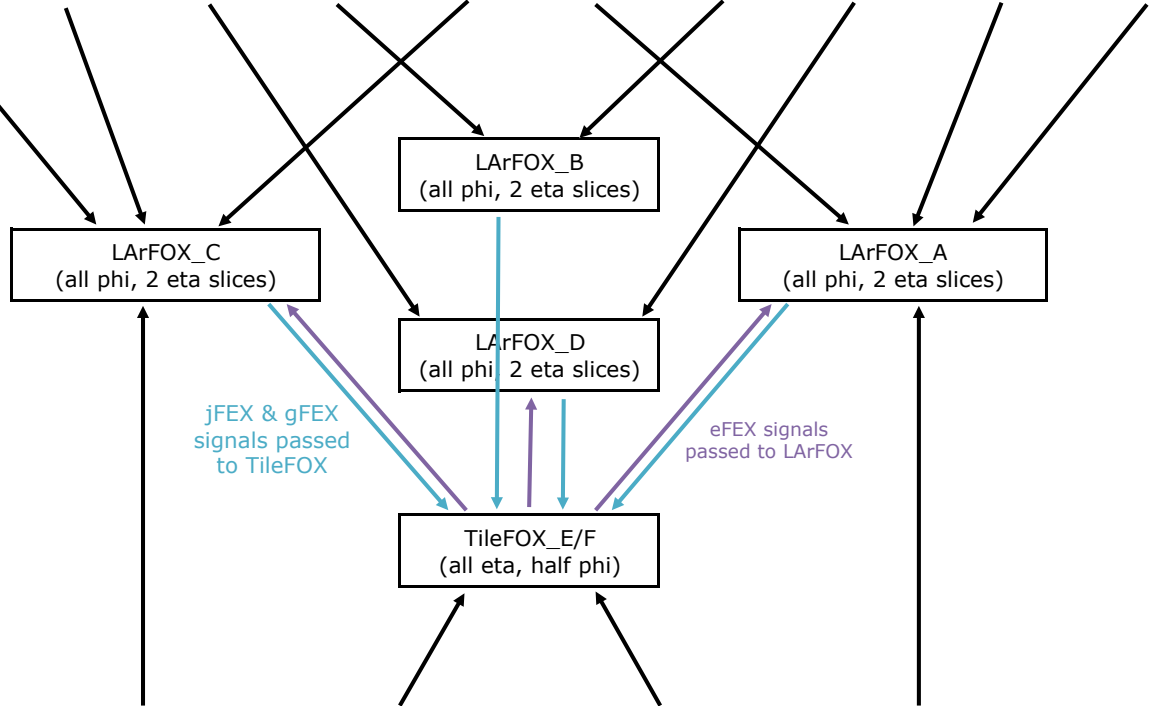 LArFOX_B
(all phi, 2 eta slices)
LArFOX_C
(all phi, 2 eta slices)
LArFOX_A
(all phi, 2 eta slices)
LArFOX_D
(all phi, 2 eta slices)
jFEX & gFEX
signals passed
to TileFOX
eFEX signals
passed to LArFOX
TileFOX_E/F
(all eta, half phi)